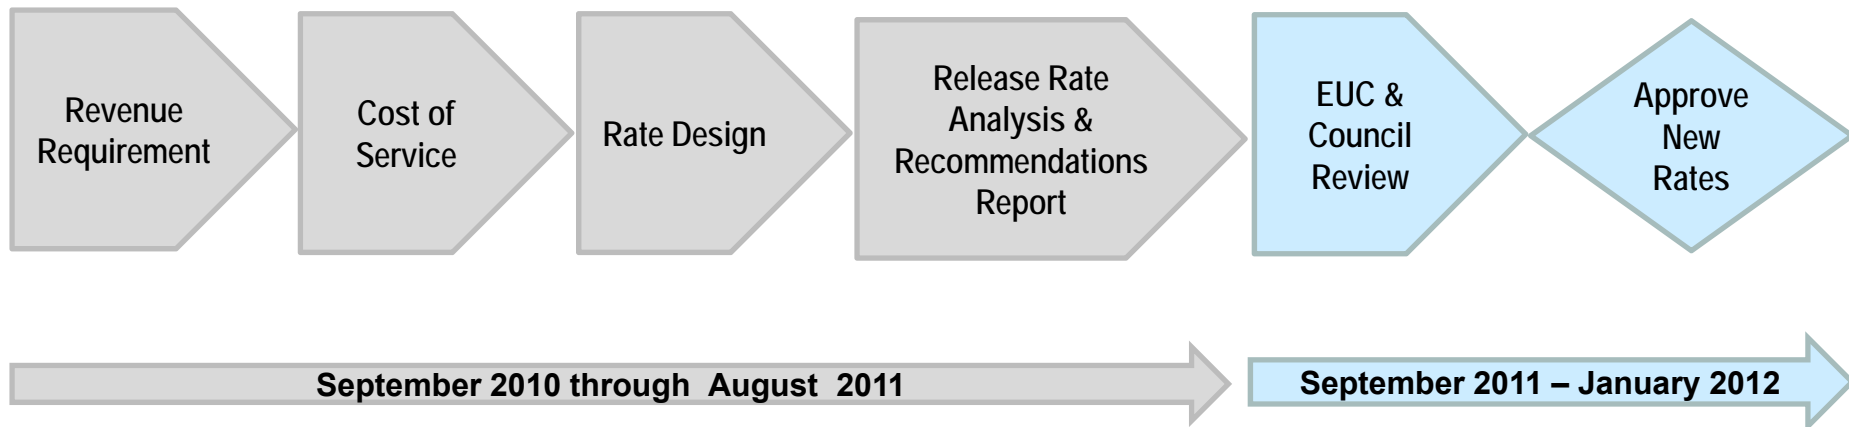 Revenue
Requirement
Cost of
Service
Rate Design
Release Rate
Analysis &
Recommendations
Report
EUC &
Council
Review
Approve
New
Rates
September 2010 through August 2011
September 2011 – January 2012